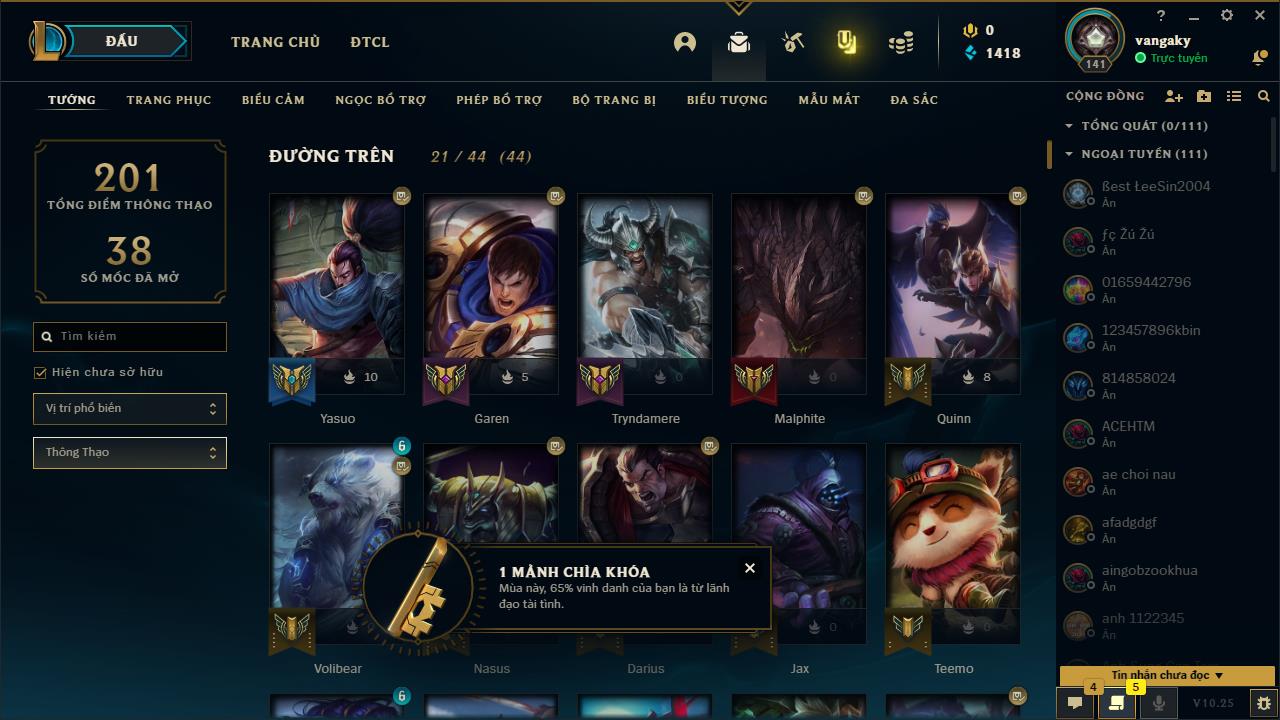 ĐẤU
TRANG CHỦ
ĐTCL
0
1418
141
vangaky
Trực tuyến
TƯỚNG
TRANG PHỤC
BIỂU CẢM
NGỌC BỔ TRỢ
PHÉP BỔ TRỢ
BỘ TRANG BỊ
BIỂU TƯỢNG
MẪU MẮT
ĐA SẮC
CỘNG ĐỒNG
TỔNG QUÁT (0/111)
NGOẠI TUYẾN (111)
201
TỔNG ĐIỂM THÔNG THẠO
38
SỐ MỐC ĐÃ MỞ
Tìm kiếm
Hiện chưa sở hữu
Vị trí phổ biến
Thông Thạo
ĐƯỜNG TRÊN
21 / 44 (44)
10
5
0
0
8
Yasuo
Garen
Tryndamere
Malphite
Quinn
6
1 MẢNH CHÌA KHÓA
Mùa này, 65% vinh danh của bạn là từ lãnh
đạo tài tình.
0
0
Volibear
Nasus
Darius
Jax
Teemo
6
ßest ŁeeSin2004
Ẩn
ƒç Žú Žú
Ẩn
01659442796
Ẩn
123457896kbin
Ẩn
814858024
Ẩn
ACEHTM
Ẩn
ae choi nau
Ẩn
afadgdgf
Ẩn
aingobzookhua
Ẩn
anh 1122345
Ẩn
Tin nhắn chưa đọc
4
5
V10.25